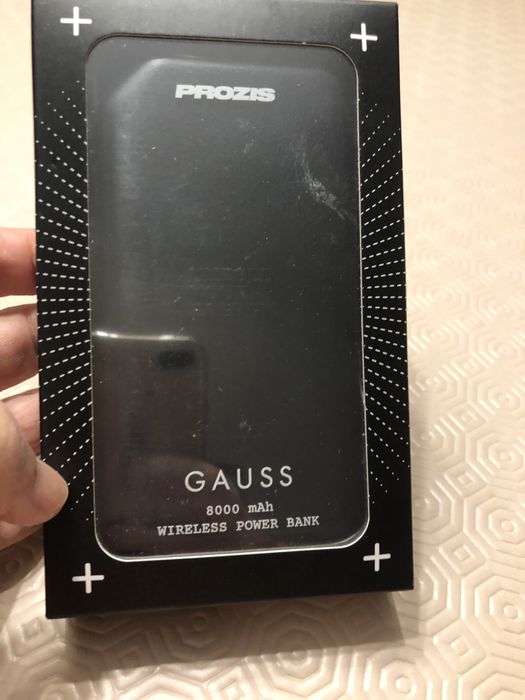 PROZIS
GAUSS
8000 mAh
WIRELESS POWER BANK